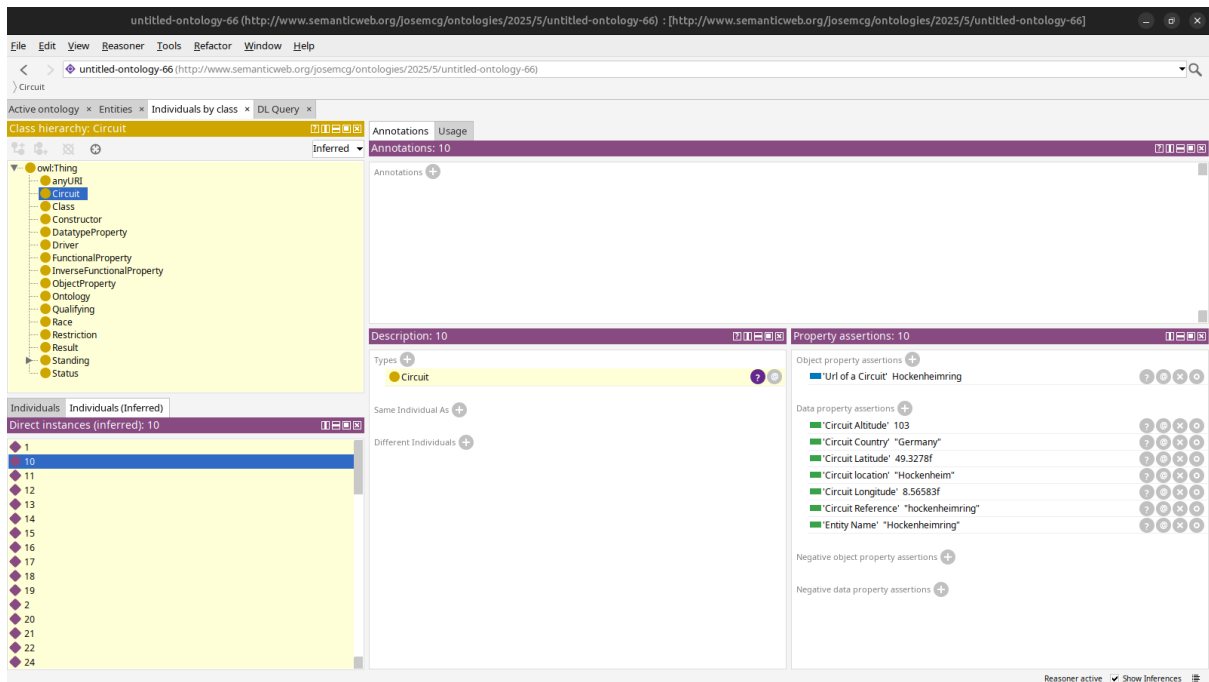 untitled-ontology-66 (http://www.semanticweb.org/josemcg/ontologies/2025/5/untitled-ontology-66) : [http://www.semanticweb.org/josemcg/ontologies/2025/5/untitled-ontology-66]
File Edit View Reasoner Tools Refactor Window Help
untitled-ontology-66 (http://www.semanticweb.org/josemcg/ontologies/2025/5/untitled-ontology-66)
Circuit
Active ontology × Entities × Individuals by class × DL Query ×
Class hierarchy: Circuit
Inferred
owl:Thing
anyURI
Circuit
Class
Constructor
DatatypeProperty
Driver
FunctionalProperty
InverseFunctionalProperty
ObjectProperty
Ontology
Qualifying
Race
Restriction
Result
Standing
Status
Individuals Individuals (Inferred)
Direct instances (inferred): 10
1
10
11
12
13
14
15
16
17
18
19
2
20
21
22
24
Annotations Usage
Annotations: 10
Annotations
Description: 10
Types
Circuit
Same Individual As
Different Individuals
Property assertions: 10
Object property assertions
'Url of a Circuit' Hockenheimring
Data property assertions
'Circuit Altitude' 103
'Circuit Country' "Germany"
'Circuit Latitude' 49.3278f
'Circuit location' "Hockenheim"
'Circuit Longitude' 8.56583f
'Circuit Reference' "hockenheimring"
'Entity Name' "Hockenheimring"
Negative object property assertions
Negative data property assertions
Reasoner active Show Inferences